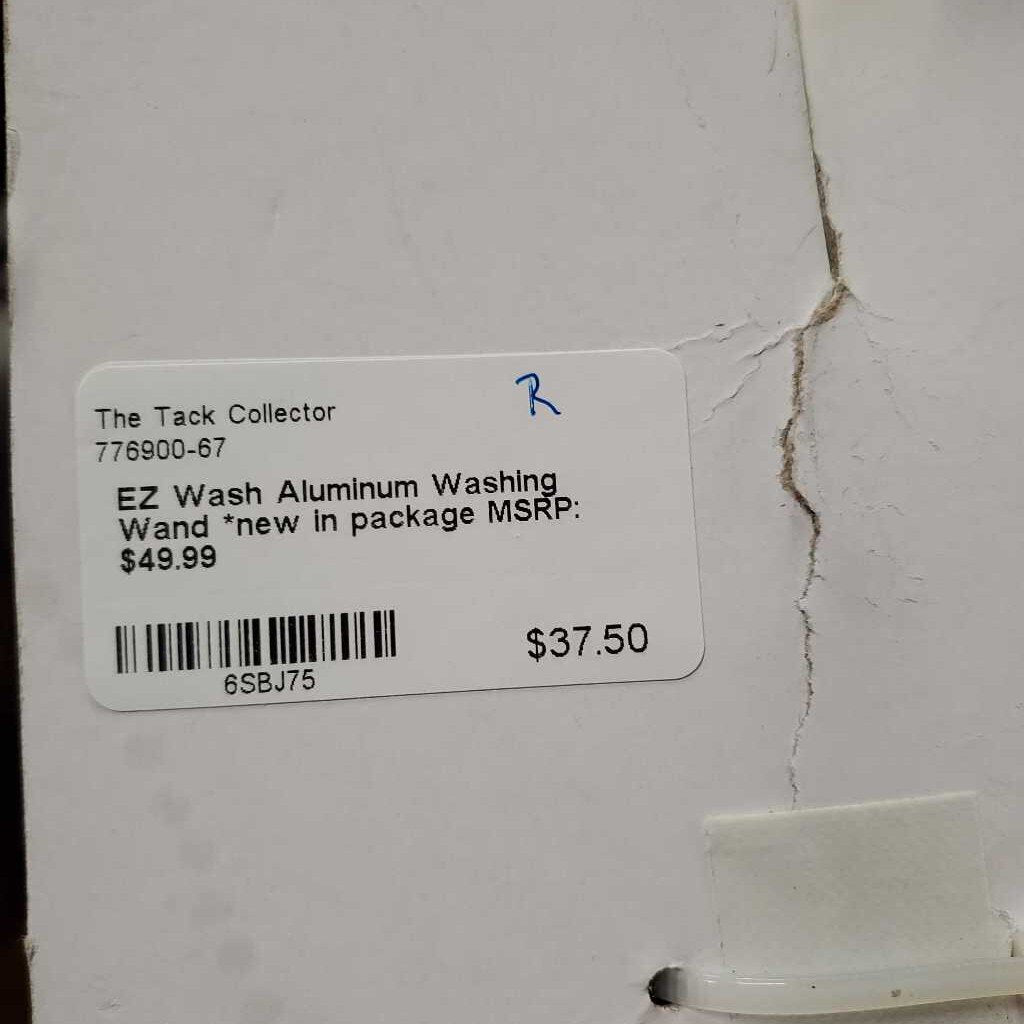 R
The Tack Collector
776900-67
EZ Wash Aluminum Washing
Wand *new in package MSRP:
$49.99
$37.50
6SBJ75